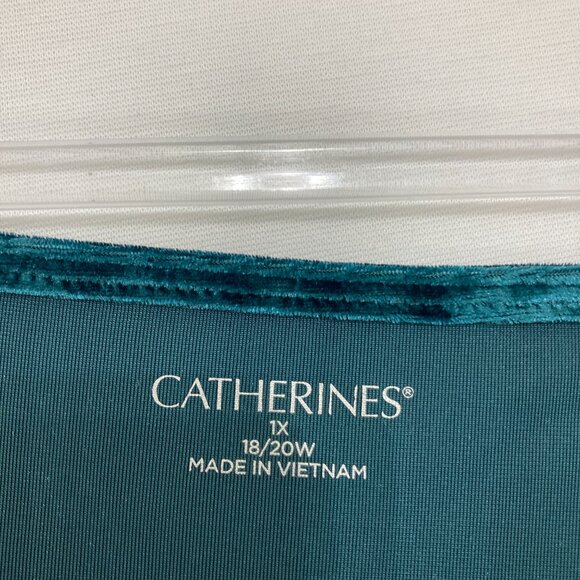 CATHERINES®
1X
18/20W
MADE IN VIETNAM